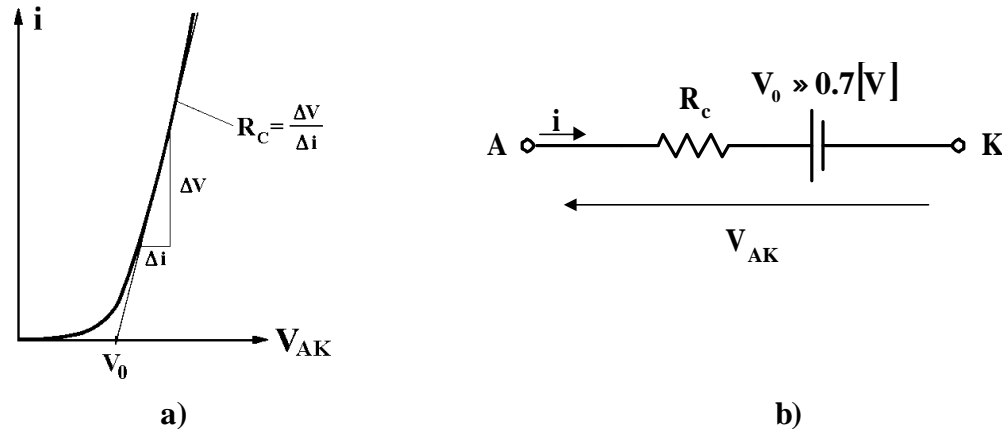 i
R_C = ΔV/Δi
ΔV
Δi
V_0
V_AK
a)
V_0 » 0.7[V]
R_c
i
A
K
V_AK
b)